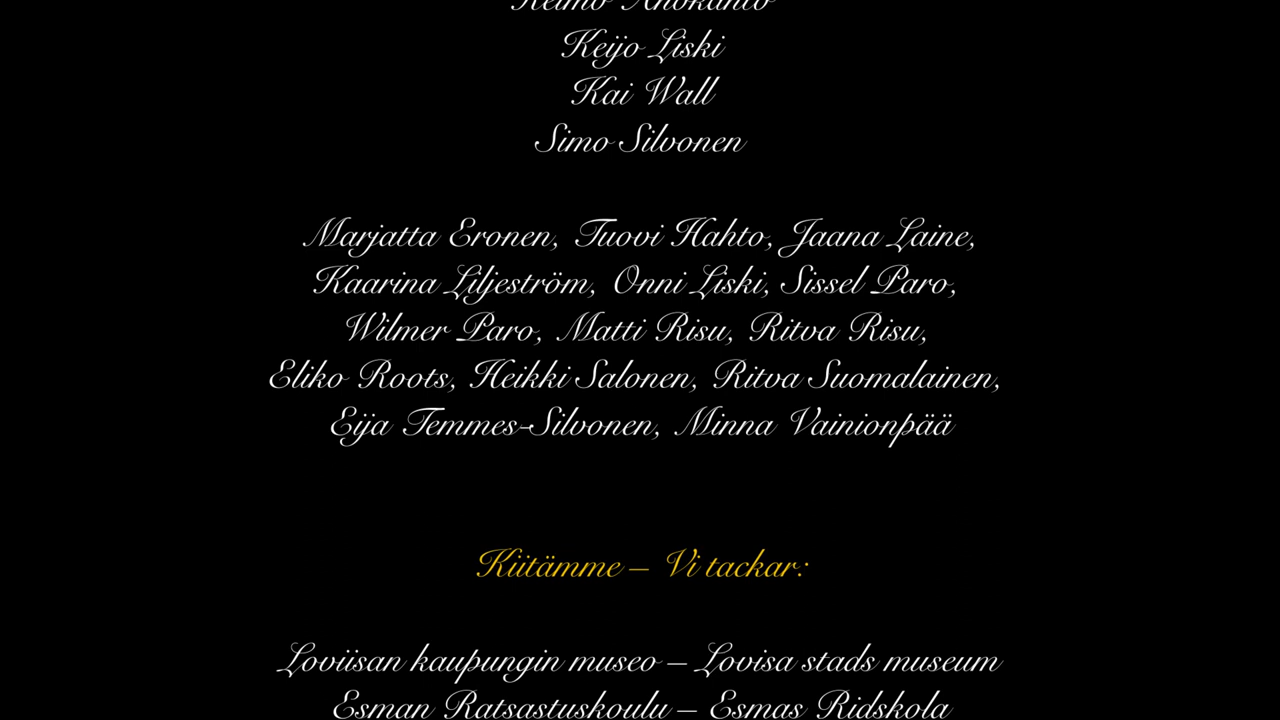 Keijo Liski
Kai Wall
Simo Silvonen
Marjatta Eronen, Tuovi Hahto, Jaana Laine,
Kaarina Liljeström, Onni Liski, Sissel Paro,
Wilmer Paro, Matti Risu, Ritva Risu,
Eliko Roots, Heikki Salonen, Ritva Suomalainen,
Eija Temmes-Silvonen, Minna Vainionpää
Kiitämme – Vi tackar:
Loviisan kaupungin museo – Lovisa stads museum
Esman Ratsastuskoulu – Esmas Ridskola